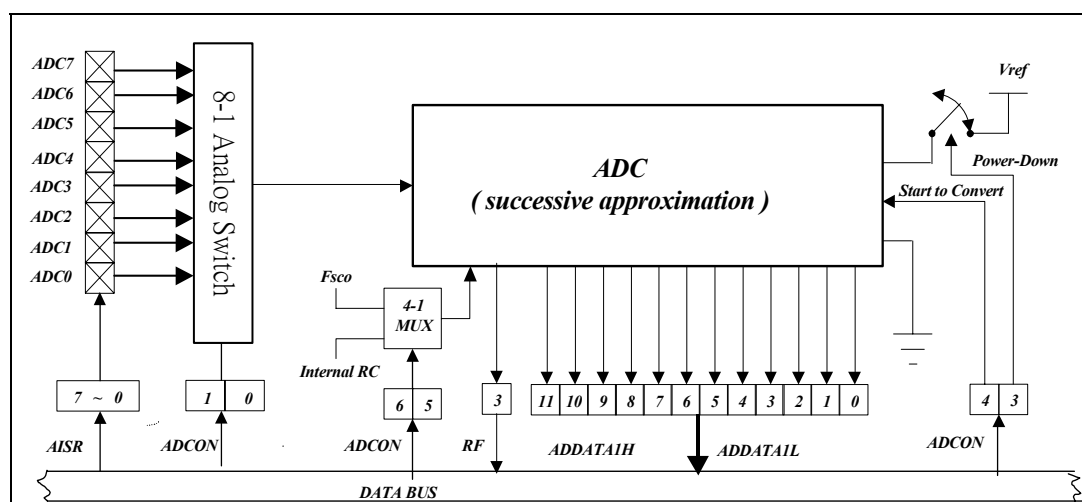 ADC7
ADC6
ADC5
ADC4
ADC3
ADC2
ADC1
ADC0
8-1 Analog Switch
ADC
( successive approximation )
Vref
Power-Down
Start to Convert
Fsco
4-1
MUX
Internal RC
7 ~ 0
1 0
6 5
3
11 10 9 8 7 6 5 4 3 2 1 0
4 3
AISR
ADCON
ADCON
RF
ADDATA1H
ADDATA1L
ADCON
DATA BUS